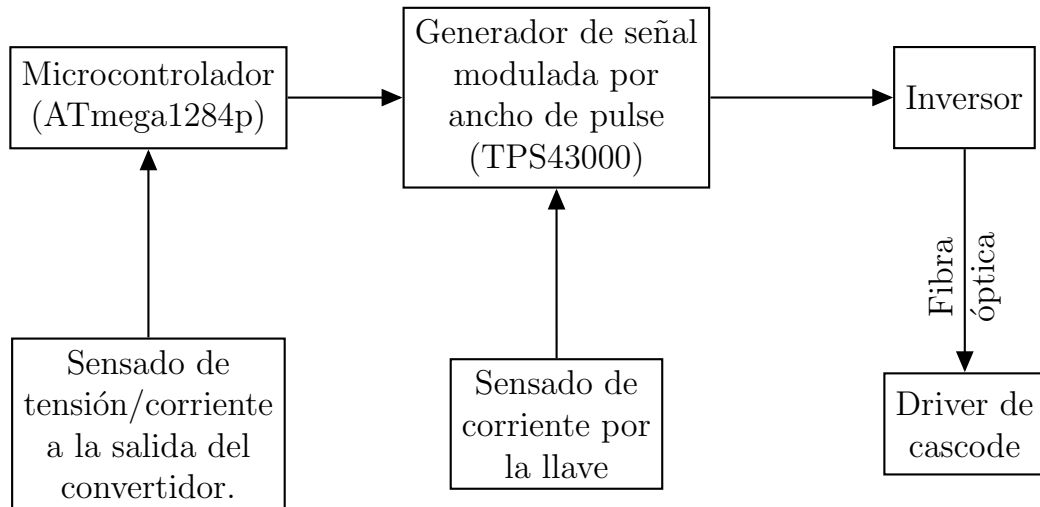 Microcontrolador
(ATmega1284p)
Generador de señal
modulada por
ancho de pulse
(TPS43000)
Inversor
Fibra
óptica
Sensado de
tensión/corriente
a la salida del
convertidor.
Sensado de
corriente por
la llave
Driver de
cascode